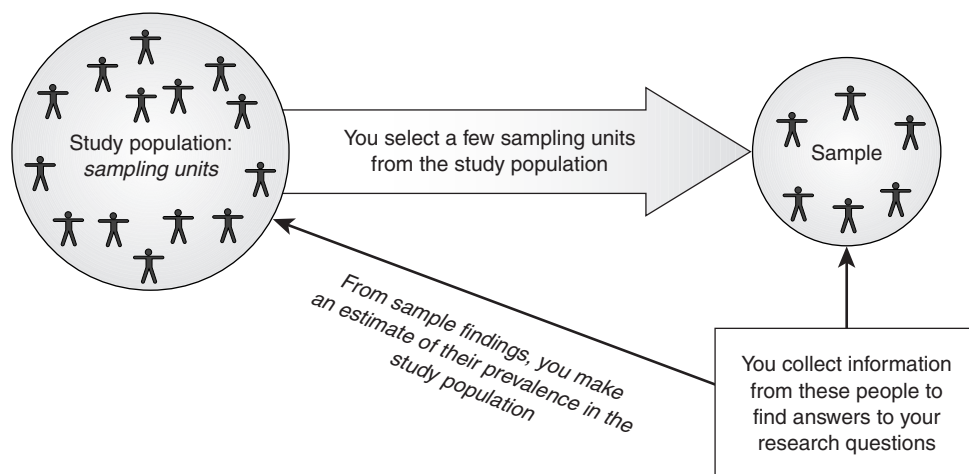 Study population:
sampling units
You select a few sampling units
from the study population
Sample
From sample findings, you make
an estimate of their prevalence in the
study population
You collect information
from these people to
find answers to your
research questions